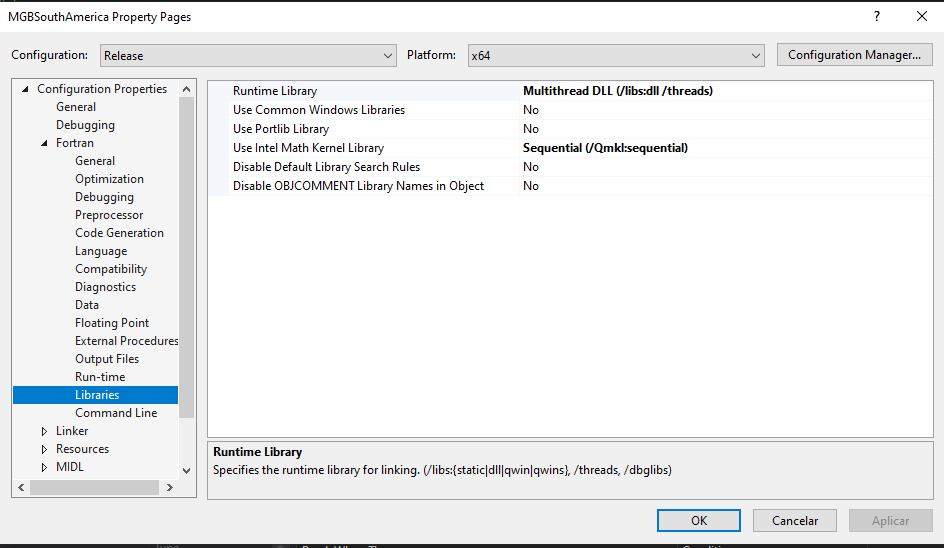 MGBSouthAmerica Property Pages ? ×
Configuration: Release Platform: x64 Configuration Manager...
Configuration Properties
General
Debugging
Fortran
General
Optimization
Debugging
Preprocessor
Code Generation
Language
Compatibility
Diagnostics
Data
Floating Point
External Procedures
Output Files
Run-time
Libraries
Command Line
Linker
Resources
MIDL
Runtime Library Multithread DLL (/libs:dll /threads)
Use Common Windows Libraries No
Use Portlib Library No
Use Intel Math Kernel Library Sequential (/Qmkl:sequential)
Disable Default Library Search Rules No
Disable OBJCOMMENT Library Names in Object No
Runtime Library
Specifies the runtime library for linking. (/libs:{static|dll|qwin|qwins}, /threads, /dbglibs)
OK Cancelar Aplicar